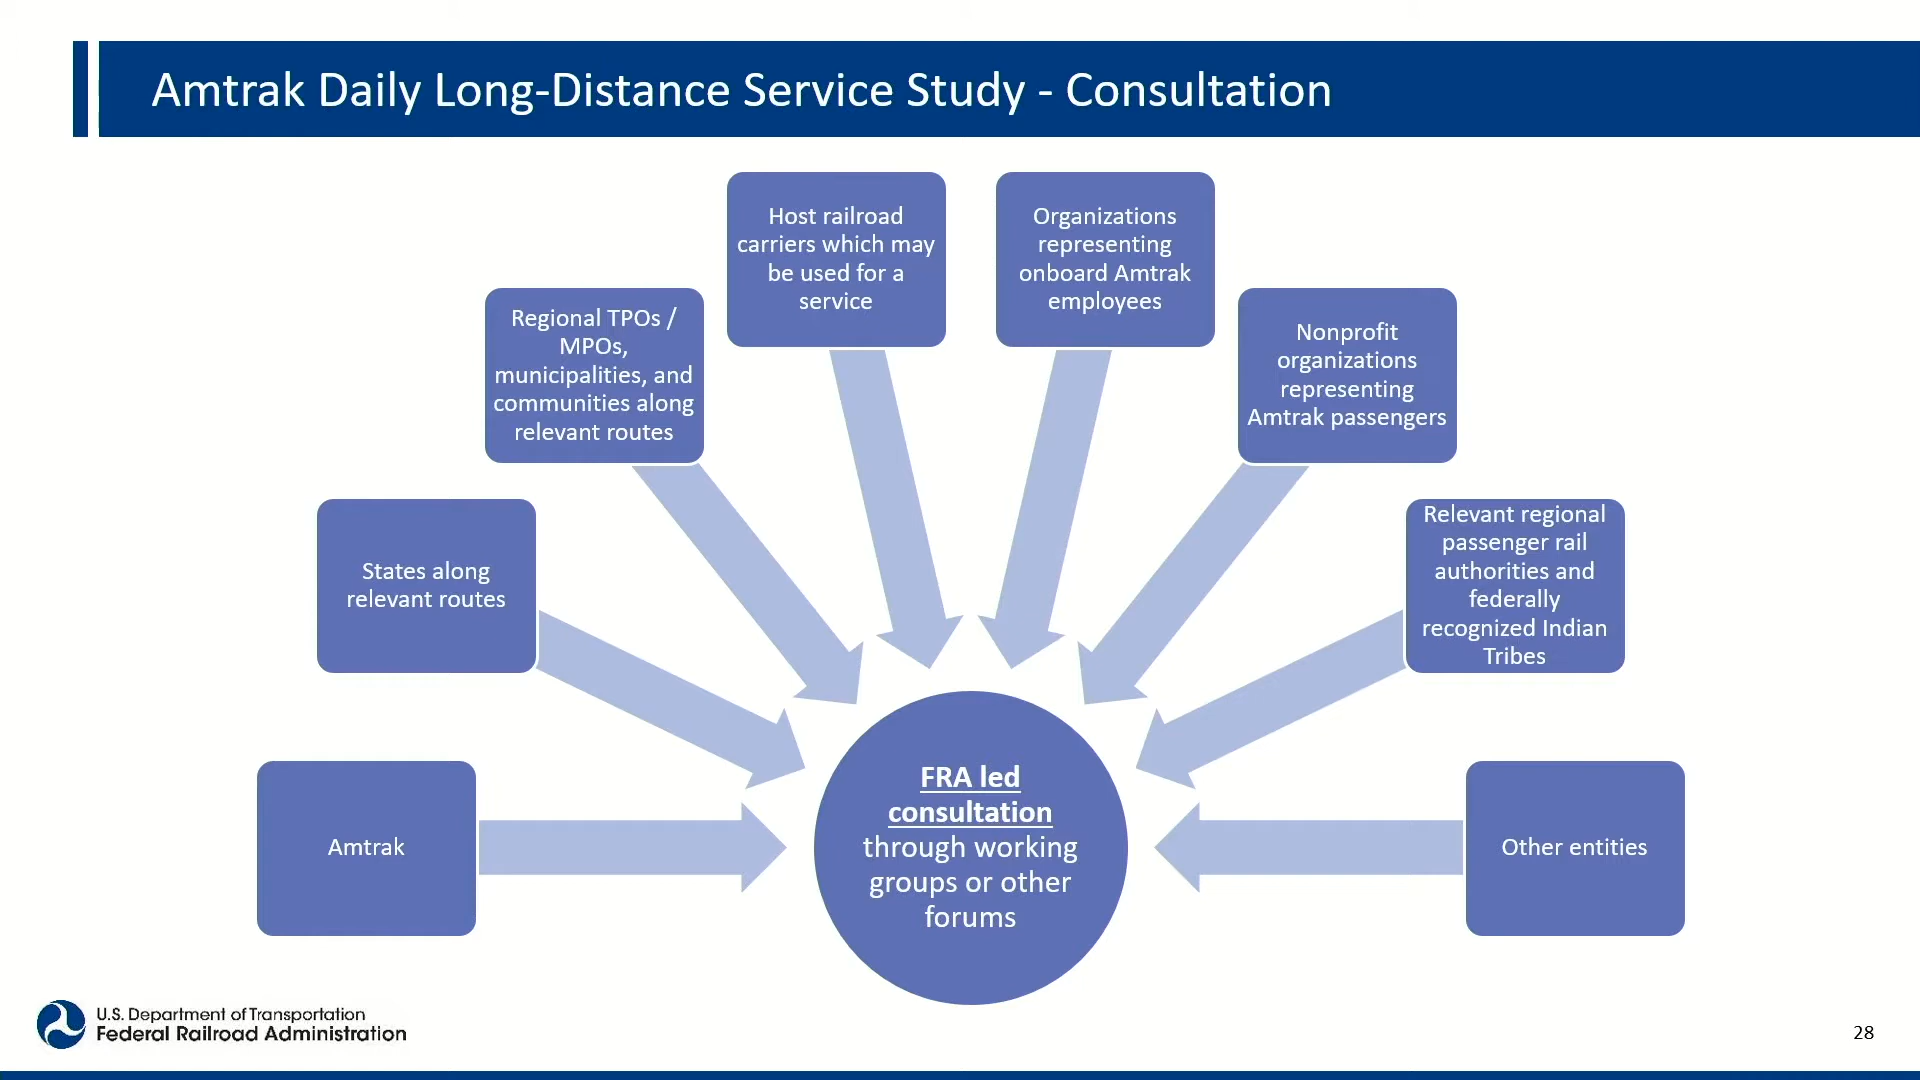 Amtrak Daily Long-Distance Service Study - Consultation
Host railroad
carriers which may
be used for a
service
Organizations
representing
onboard Amtrak
employees
Regional TPOs /
MPOs,
municipalities, and
communities along
relevant routes
Nonprofit
organizations
representing
Amtrak passengers
States along
relevant routes
Relevant regional
passenger rail
authorities and
federally
recognized Indian
Tribes
Amtrak
FRA led
consultation
through working
groups or other
forums
Other entities
U.S. Department of Transportation
Federal Railroad Administration
28